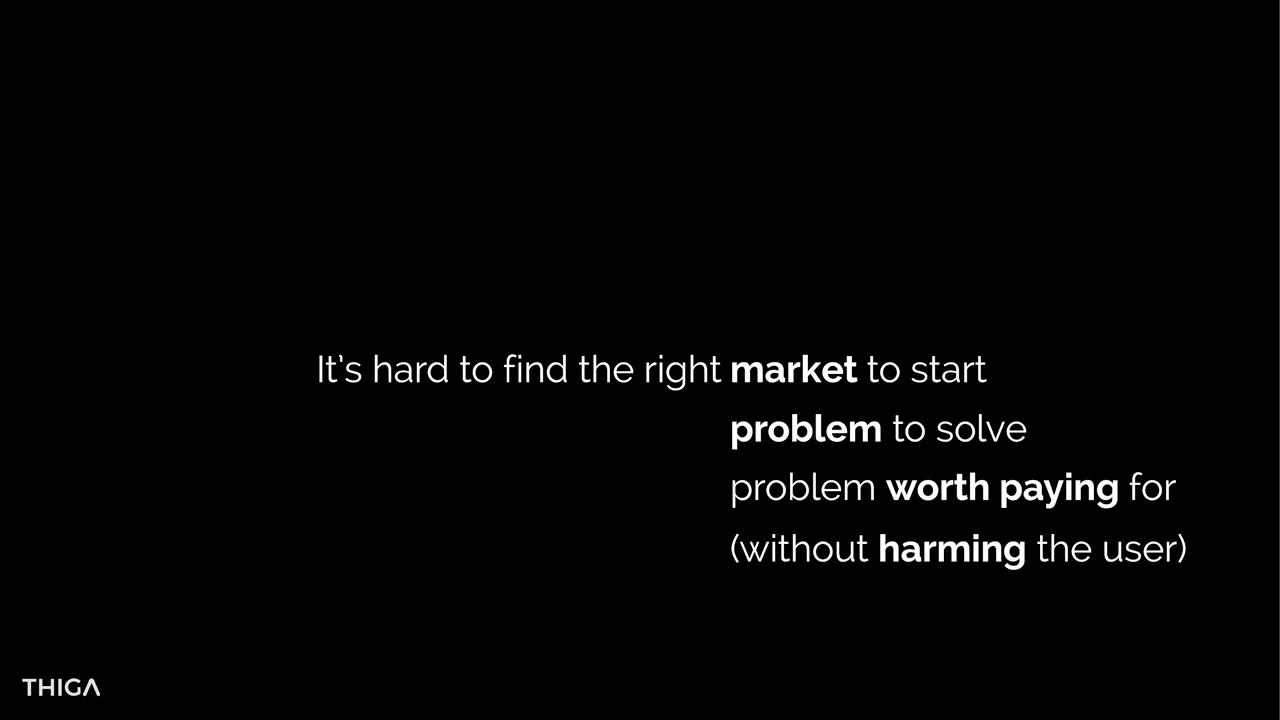 It’s hard to find the right market to start
problem to solve
problem worth paying for
(without harming the user)
THIGA